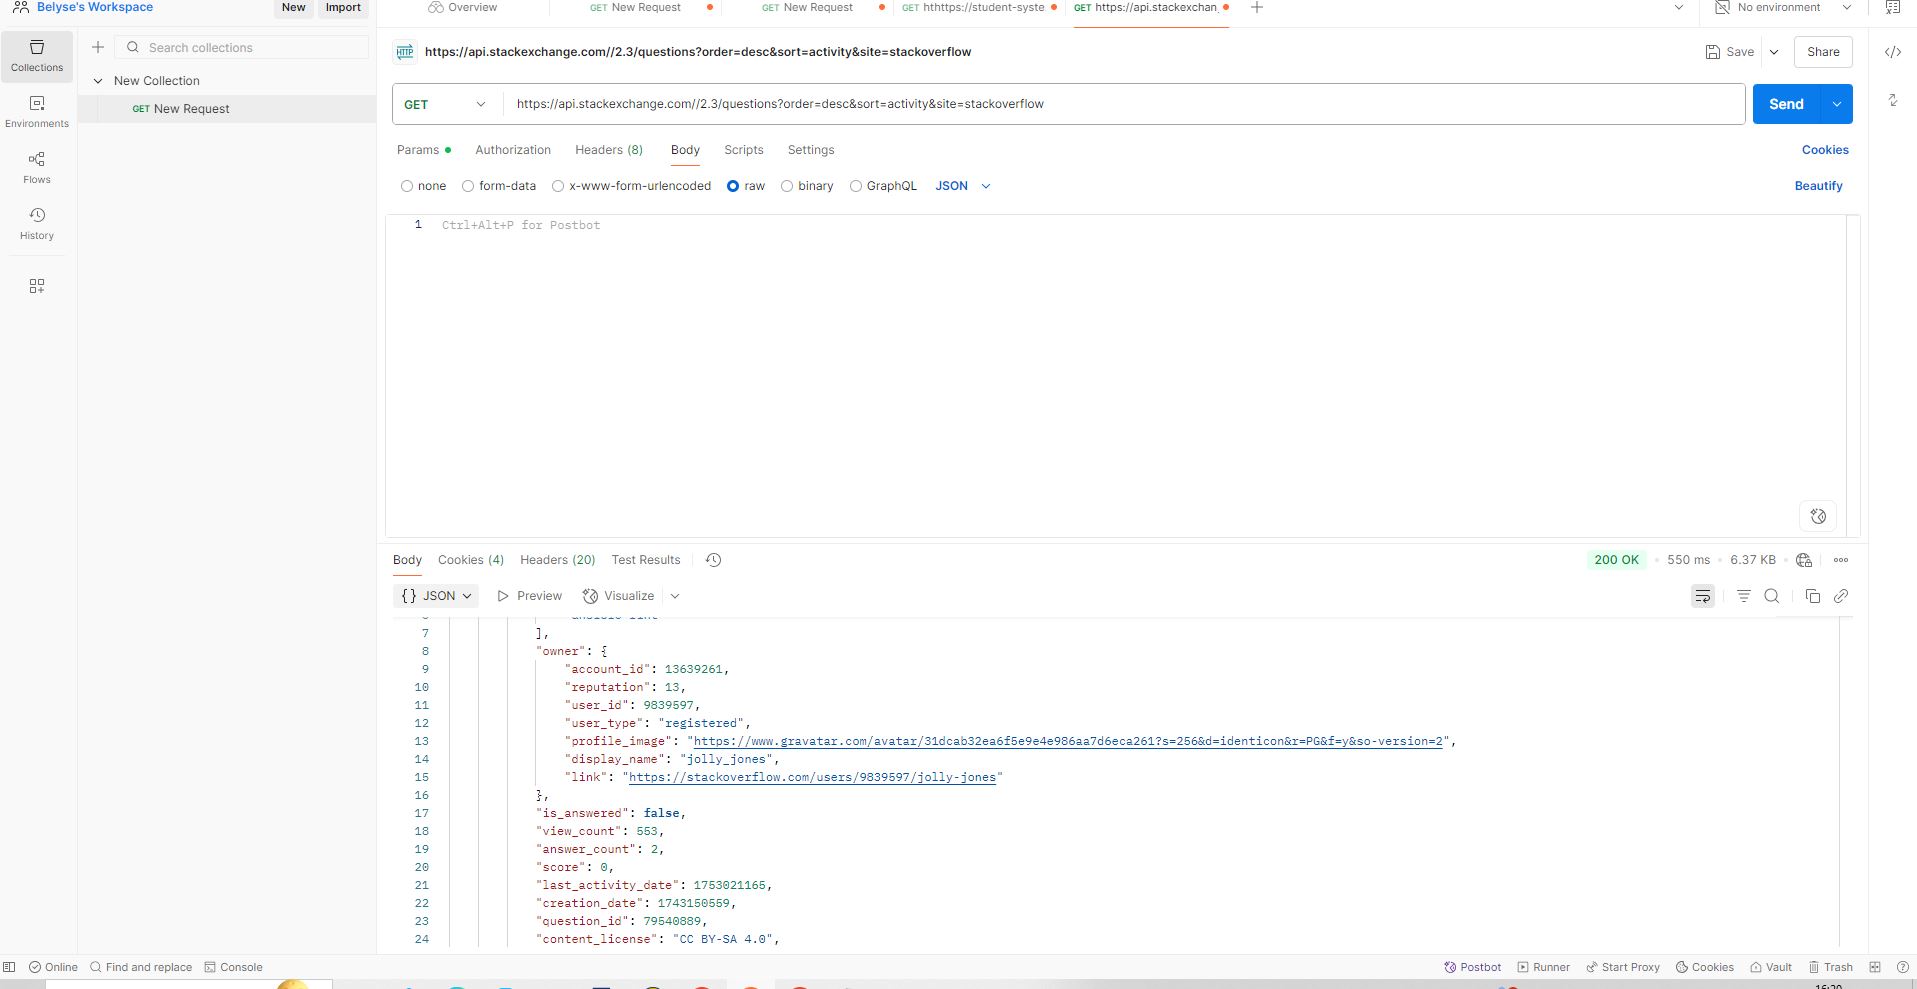 Belyse's Workspace New Import Overview GET New Request GET New Request GET hthttps://student-syste GET https://api.stackexchan. No environment
Collections
Environments
Flows
History
Search collections
New Collection
GET New Request
HTTP https://api.stackexchange.com//2.3/questions?order=desc&sort=activity&site=stackoverflow Save Share
GET https://api.stackexchange.com//2.3/questions?order=desc&sort=activity&site=stackoverflow Send
Params Authorization Headers (8) Body Scripts Settings Cookies
none form-data x-www-form-urlencoded raw binary GraphQL JSON Beautify
1 Ctrl+Alt+P for Postbot
Body Cookies (4) Headers (20) Test Results 200 OK 550 ms 6.37 KB
{} JSON Preview Visualize
7 ],
8 "owner": {
9 "account_id": 13639261,
10 "reputation": 13,
11 "user_id": 9839597,
12 "user_type": "registered",
13 "profile_image": "https://www.gravatar.com/avatar/31dcab32ea6f5e9e4e986aa7d6eca261?s=256&d=identicon&r=PG&f=y&so-version=2",
14 "display_name": "jolly_jones",
15 "link": "https://stackoverflow.com/users/9839597/jolly-jones"
16 },
17 "is_answered": false,
18 "view_count": 553,
19 "answer_count": 2,
20 "score": 0,
21 "last_activity_date": 1753021165,
22 "creation_date": 1743150559,
23 "question_id": 79540889,
24 "content_license": "CC BY-SA 4.0",
Online Find and replace Console Postbot Runner Start Proxy Cookies Vault Trash